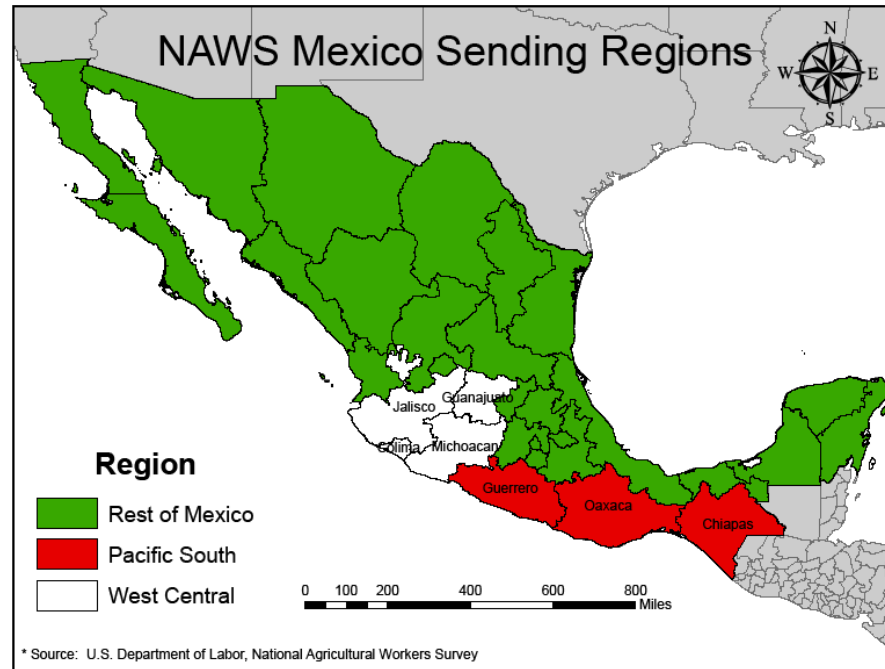 NAWS Mexico Sending Regions
N
W E
S
Guanajuato
Jalisco
Colima
Michoacan
Guerrero
Oaxaca
Chiapas
Region
Rest of Mexico
Pacific South
West Central
0 100 200 400 600 800
Miles
* Source: U.S. Department of Labor, National Agricultural Workers Survey